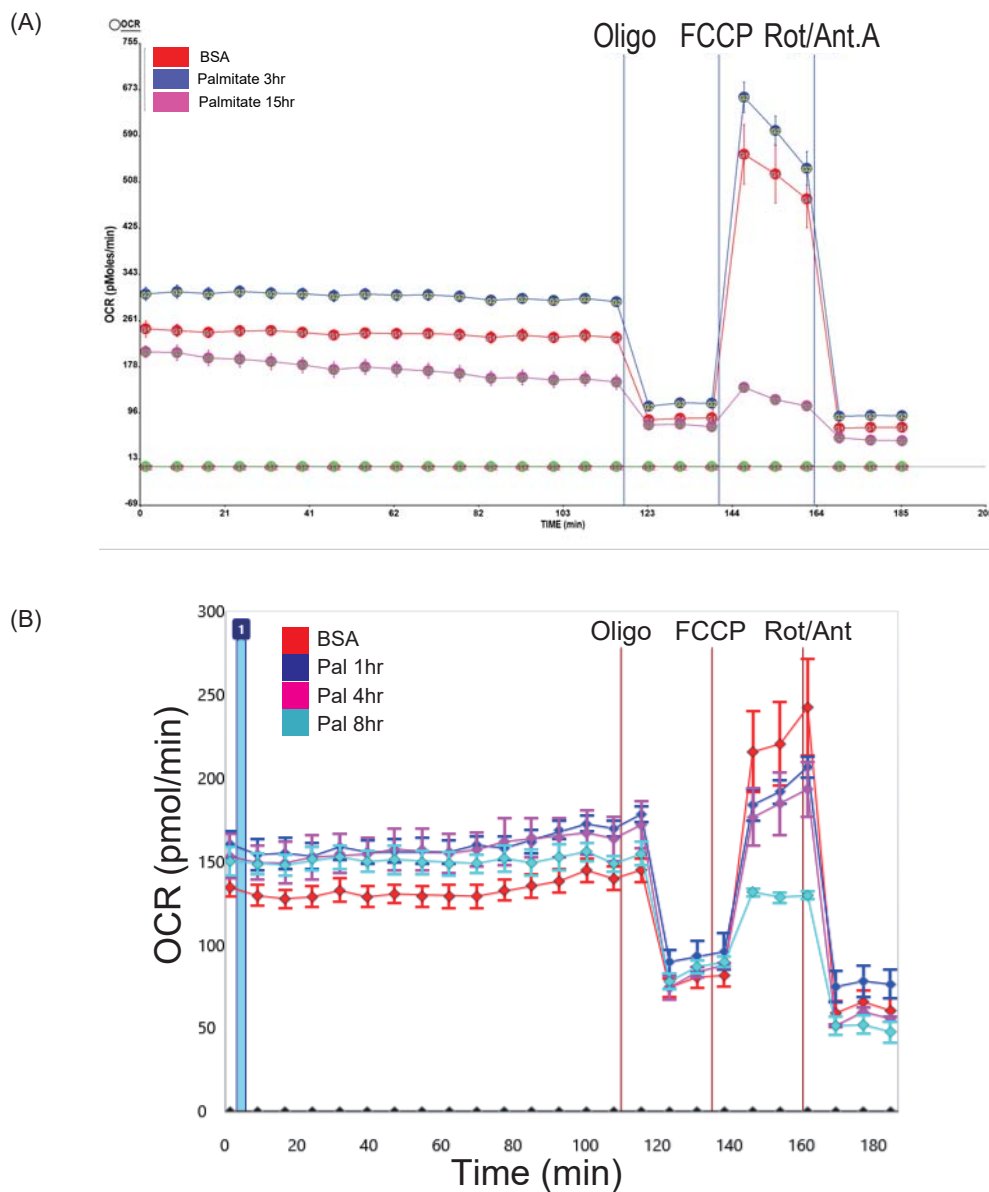 (A)
OCR
Oligo FCCP Rot/Ant.A
755
BSA
Palmitate 3hr
Palmitate 15hr
673
590
508
425
343
261
178
96
13
-69
OCR (pMoles/min)
0 21 41 62 82 103 123 144 164 185 20
TIME (min)
(B)
300
1
Oligo FCCP Rot/Ant
BSA
Pal 1hr
Pal 4hr
Pal 8hr
250
200
150
100
50
0
OCR (pmol/min)
0 20 40 60 80 100 120 140 160 180
Time (min)